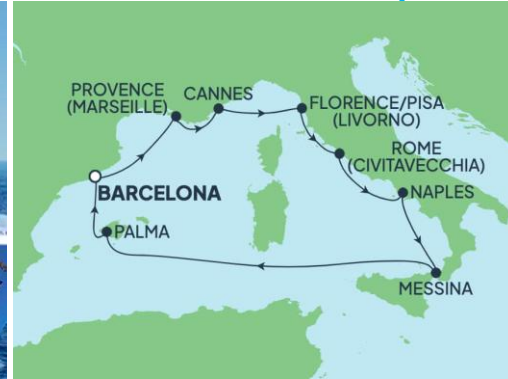 PROVENCE
(MARSEILLE)
CANNES
FLORENCE/PISA
(LIVORNO)
ROME
(CIVITAVECCHIA)
NAPLES
BARCELONA
PALMA
MESSINA